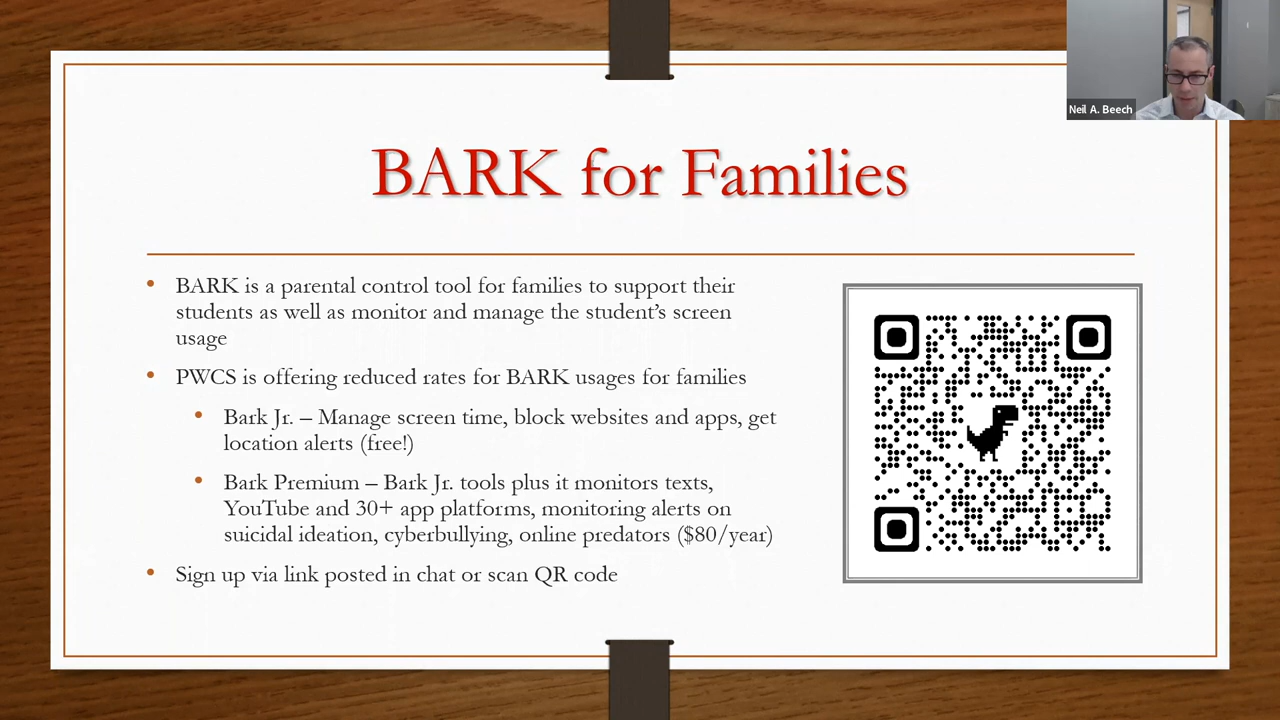 Neil A. Beech
BARK for Families
• BARK is a parental control tool for families to support their
students as well as monitor and manage the student's screen
usage
• PWCS is offering reduced rates for BARK usages for families
• Bark Jr. – Manage screen time, block websites and apps, get
location alerts (free!)
• Bark Premium – Bark Jr. tools plus it monitors texts,
YouTube and 30+ app platforms, monitoring alerts on
suicidal ideation, cyberbullying, online predators ($80/year)
• Sign up via link posted in chat or scan QR code